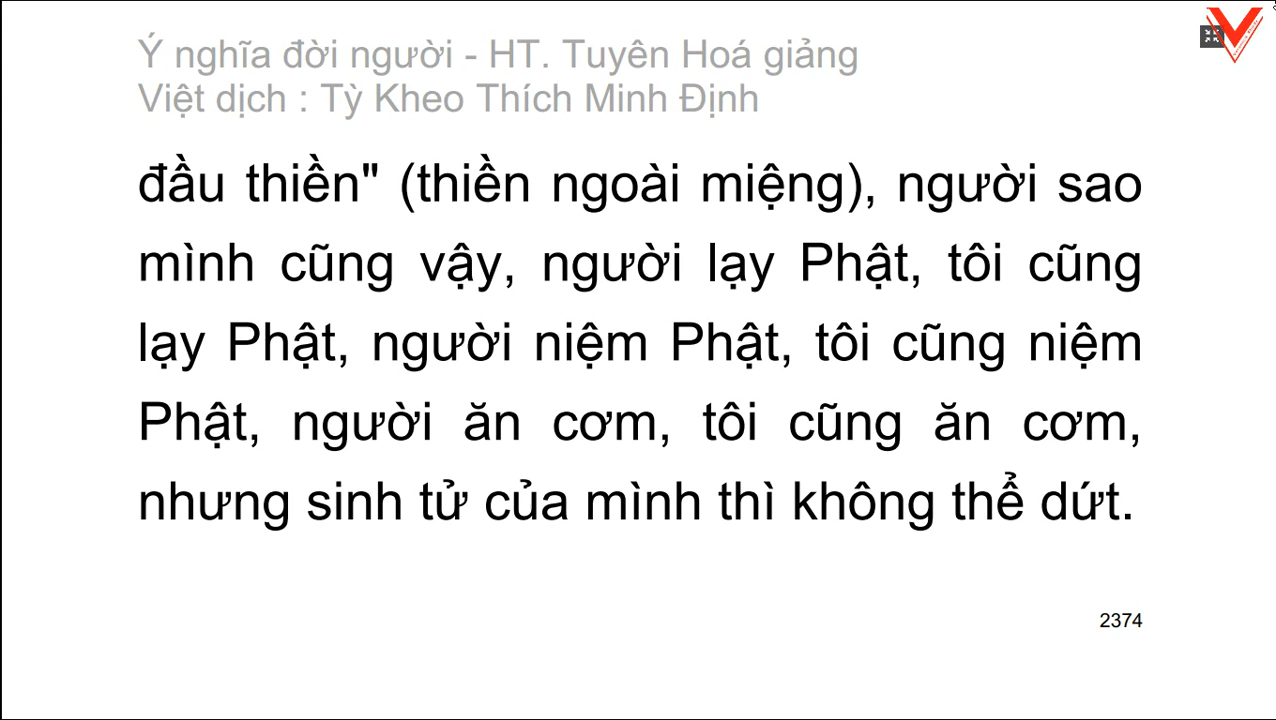 Ý nghĩa đời người - HT. Tuyên Hoá giảng
Việt dịch : Tỳ Kheo Thích Minh Định
đầu thiền" (thiền ngoài miệng), người sao
mình cũng vậy, người lạy Phật, tôi cũng
lạy Phật, người niệm Phật, tôi cũng niệm
Phật, người ăn cơm, tôi cũng ăn cơm,
nhưng sinh tử của mình thì không thể dứt.
2374